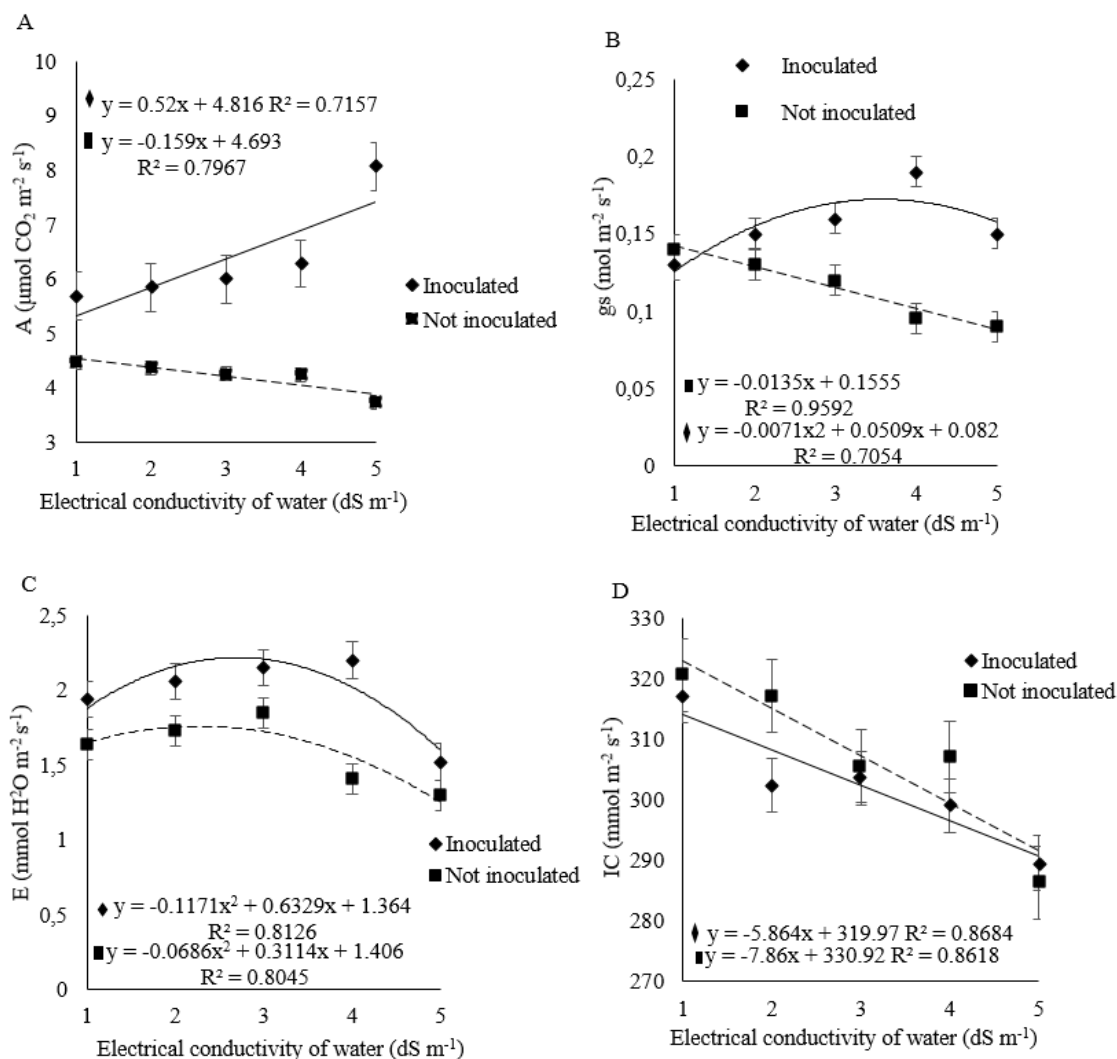 A
10
9
8
7
6
5
4
3
A (µmol CO₂ m⁻² s⁻¹)
y = 0.52x + 4.816 R² = 0.7157
y = -0.159x + 4.693
R² = 0.7967
Inoculated
Not inoculated
1 2 3 4 5
Electrical conductivity of water (dS m⁻¹)
B
Inoculated
Not inoculated
0,25
0,2
0,15
0,1
0,05
0
gs (mol m⁻² s⁻¹)
y = -0.0135x + 0.1555
R² = 0.9592
y = -0.0071x2 + 0.0509x + 0.082
R² = 0.7054
1 2 3 4 5
Electrical conductivity of water (dS m⁻¹)
C
2,5
2
1,5
1
0,5
0
E (mmol H²O m⁻² s⁻¹)
Inoculated
Not inoculated
y = -0.1171x² + 0.6329x + 1.364
R² = 0.8126
y = -0.0686x² + 0.3114x + 1.406
R² = 0.8045
1 2 3 4 5
Electrical conductivity of water (dS m⁻¹)
D
330
320
310
300
290
280
270
IC (mmol m⁻² s⁻¹)
Inoculated
Not inoculated
y = -5.864x + 319.97 R² = 0.8684
y = -7.86x + 330.92 R² = 0.8618
1 2 3 4 5
Electrical conductivity of water (dS m⁻¹)